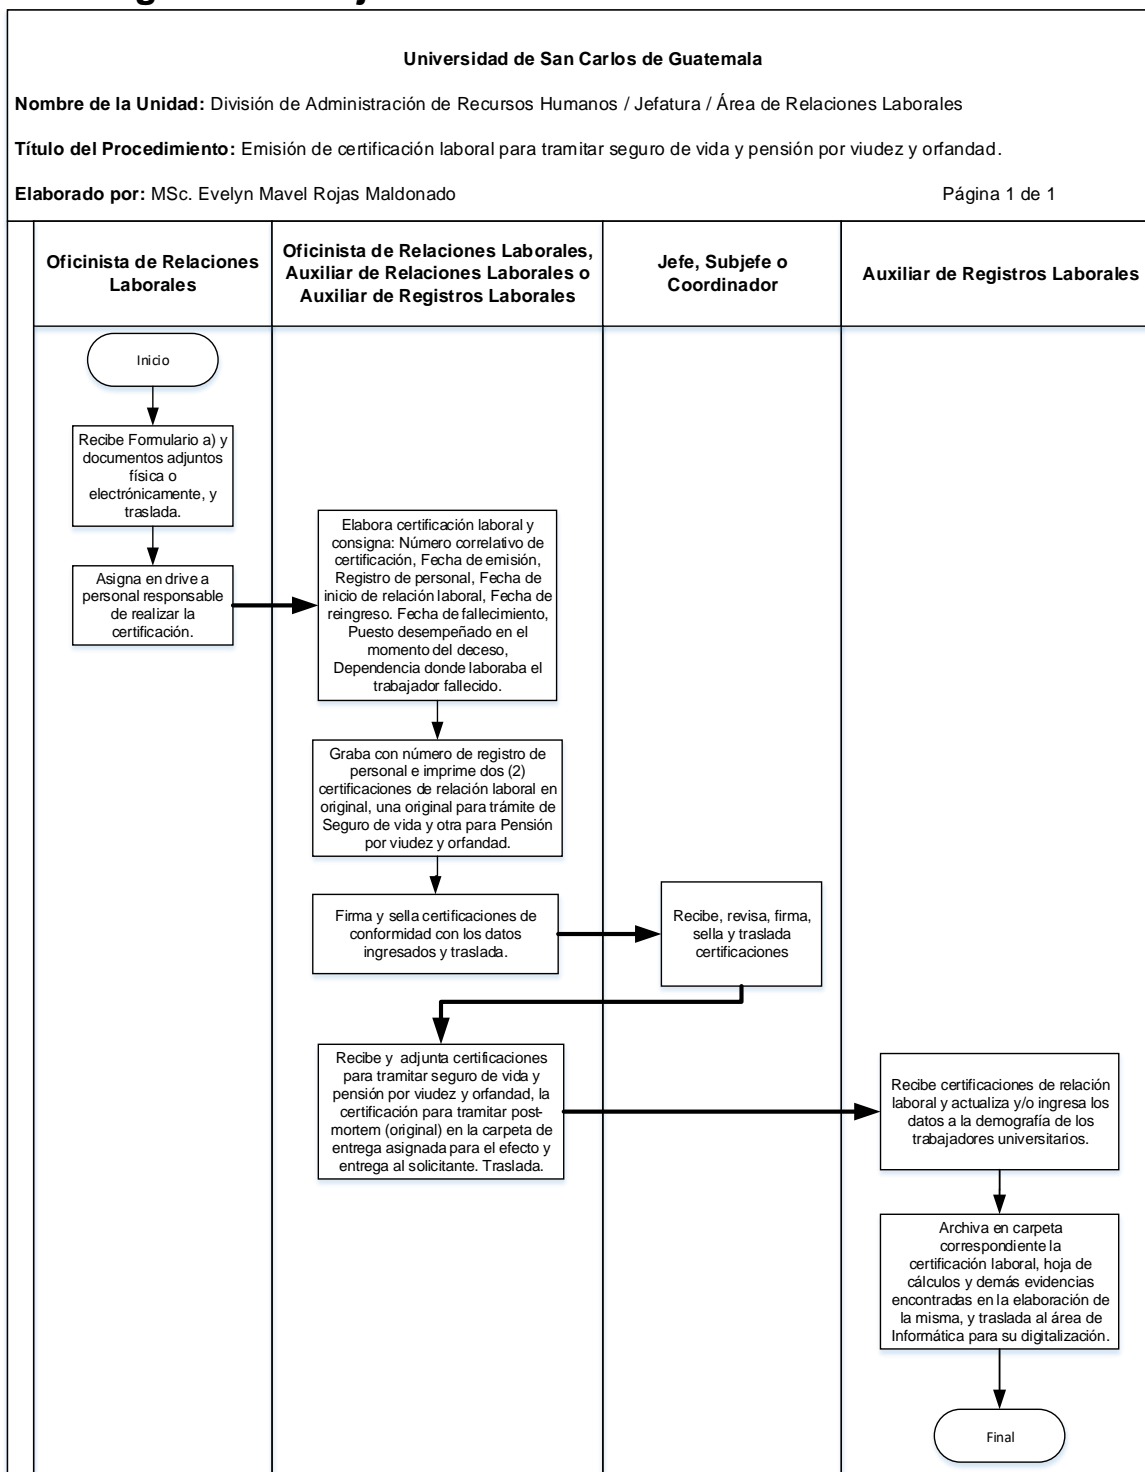 Universidad de San Carlos de Guatemala
Nombre de la Unidad: División de Administración de Recursos Humanos / Jefatura / Área de Relaciones Laborales
Título del Procedimiento: Emisión de certificación laboral para tramitar seguro de vida y pensión por viudez y orfandad.
Elaborado por: MSc. Evelyn Mavel Rojas Maldonado Página 1 de 1
Oficinista de Relaciones
Laborales
Oficinista de Relaciones Laborales,
Auxiliar de Relaciones Laborales o
Auxiliar de Registros Laborales
Jefe, Subjefe o
Coordinador
Auxiliar de Registros Laborales
Inicio
Recibe Formulario a) y
documentos adjuntos
física o
electrónicamente, y
traslada.
Asigna en drive a
personal responsable
de realizar la
certificación.
Elabora certificación laboral y
consigna: Número correlativo de
certificación, Fecha de emisión,
Registro de personal, Fecha de
inicio de relación laboral, Fecha de
reingreso. Fecha de fallecimiento,
Puesto desempeñado en el
momento del deceso,
Dependencia donde laboraba el
trabajador fallecido.
Graba con número de registro de
personal e imprime dos (2)
certificaciones de relación laboral en
original, una original para trámite de
Seguro de vida y otra para Pensión
por viudez y orfandad.
Firma y sella certificaciones de
conformidad con los datos
ingresados y traslada.
Recibe, revisa, firma,
sella y traslada
certificaciones
Recibe y adjunta certificaciones
para tramitar seguro de vida y
pensión por viudez y orfandad, la
certificación para tramitar post-
mortem (original) en la carpeta de
entrega asignada para el efecto y
entrega al solicitante. Traslada.
Recibe certificaciones de relación
laboral y actualiza y/o ingresa los
datos a la demografía de los
trabajadores universitarios.
Archiva en carpeta
correspondiente la
certificación laboral, hoja de
cálculos y demás evidencias
encontradas en la elaboración de
la misma, y traslada al área de
Informática para su digitalización.
Final